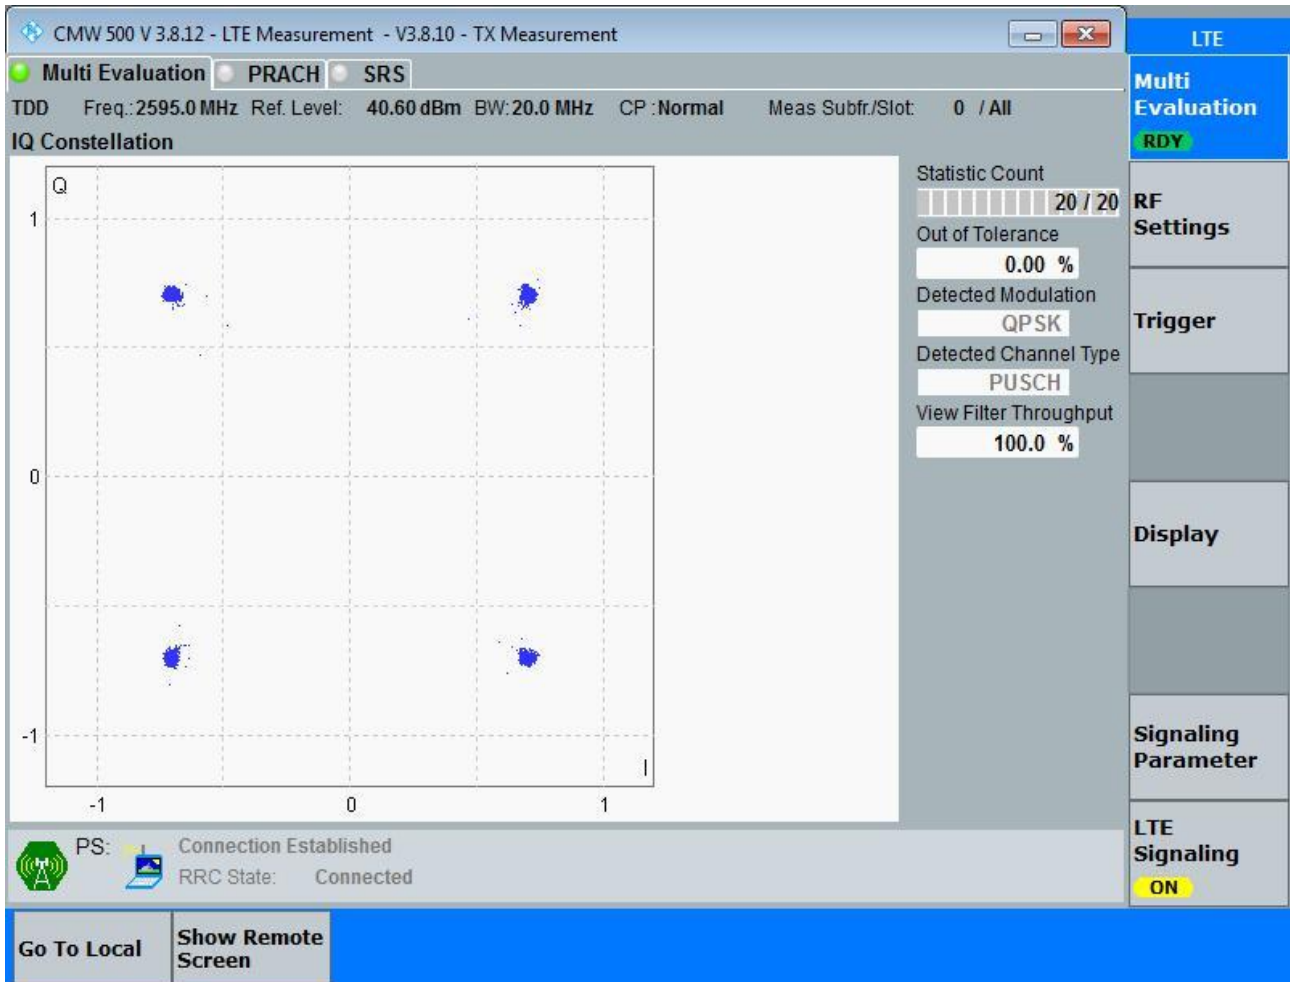 CMW 500 V 3.8.12 - LTE Measurement - V3.8.10 - TX Measurement
LTE
Multi Evaluation PRACH SRS
TDD Freq.: 2595.0 MHz Ref. Level: 40.60 dBm BW: 20.0 MHz CP : Normal Meas Subfr./Slot: 0 / All
IQ Constellation
Q
1
0
-1
I
-1 0 1
Statistic Count
20 / 20
Out of Tolerance
0.00 %
Detected Modulation
QPSK
Detected Channel Type
PUSCH
View Filter Throughput
100.0 %
Multi
Evaluation
RDY
RF
Settings
Trigger
Display
Signaling
Parameter
LTE
Signaling
ON
PS: Connection Established
RRC State: Connected
Go To Local
Show Remote
Screen